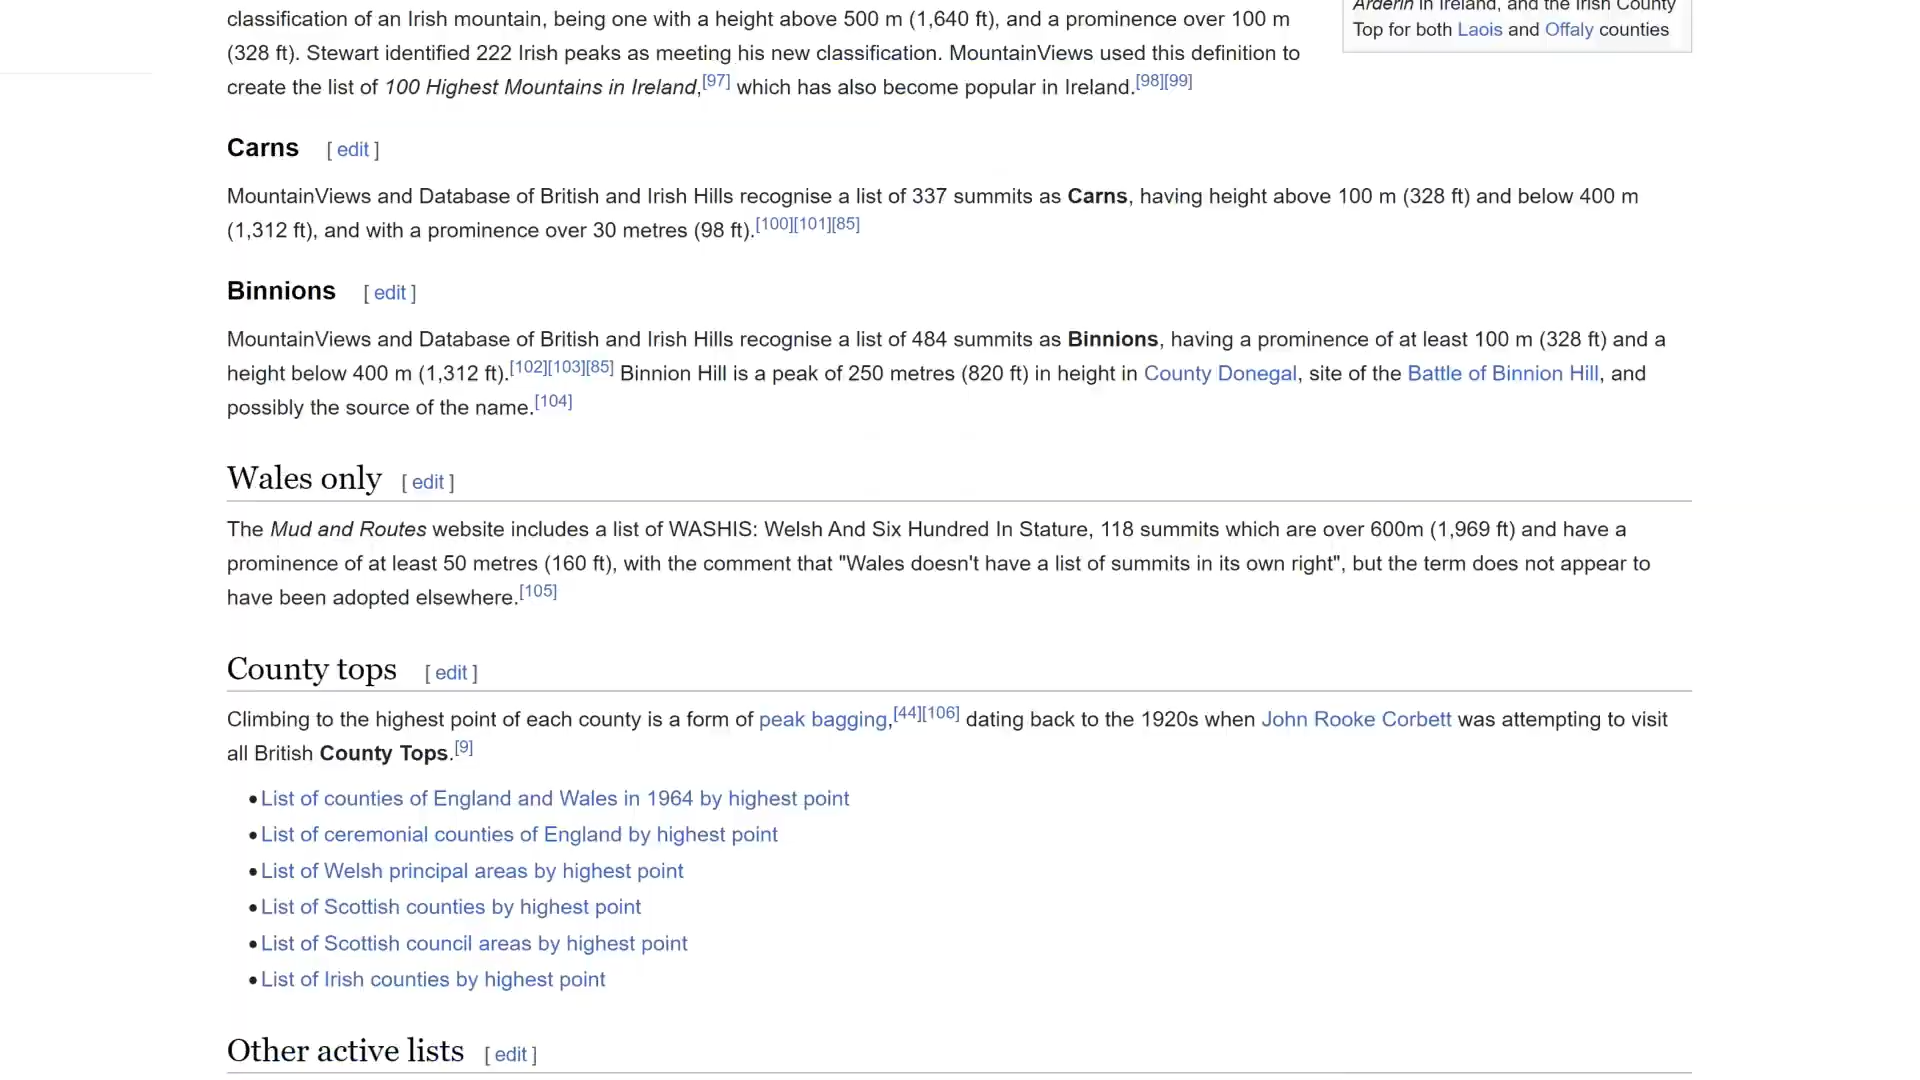 classification of an Irish mountain, being one with a height above 500 m (1,640 ft), and a prominence over 100 m
(328 ft). Stewart identified 222 Irish peaks as meeting his new classification. MountainViews used this definition to
create the list of 100 Highest Mountains in Ireland,[97] which has also become popular in Ireland.[98][99]
Arderin in Ireland, and the Irish County
Top for both Laois and Offaly counties
Carns [ edit ]
MountainViews and Database of British and Irish Hills recognise a list of 337 summits as Carns, having height above 100 m (328 ft) and below 400 m
(1,312 ft), and with a prominence over 30 metres (98 ft).[100][101][85]
Binnions [ edit ]
MountainViews and Database of British and Irish Hills recognise a list of 484 summits as Binnions, having a prominence of at least 100 m (328 ft) and a
height below 400 m (1,312 ft).[102][103][85] Binnion Hill is a peak of 250 metres (820 ft) in height in County Donegal, site of the Battle of Binnion Hill, and
possibly the source of the name.[104]
Wales only [ edit ]
The Mud and Routes website includes a list of WASHIS: Welsh And Six Hundred In Stature, 118 summits which are over 600m (1,969 ft) and have a
prominence of at least 50 metres (160 ft), with the comment that "Wales doesn't have a list of summits in its own right", but the term does not appear to
have been adopted elsewhere.[105]
County tops [ edit ]
Climbing to the highest point of each county is a form of peak bagging,[44][106] dating back to the 1920s when John Rooke Corbett was attempting to visit
all British County Tops.[9]
• List of counties of England and Wales in 1964 by highest point
• List of ceremonial counties of England by highest point
• List of Welsh principal areas by highest point
• List of Scottish counties by highest point
• List of Scottish council areas by highest point
• List of Irish counties by highest point
Other active lists [ edit ]